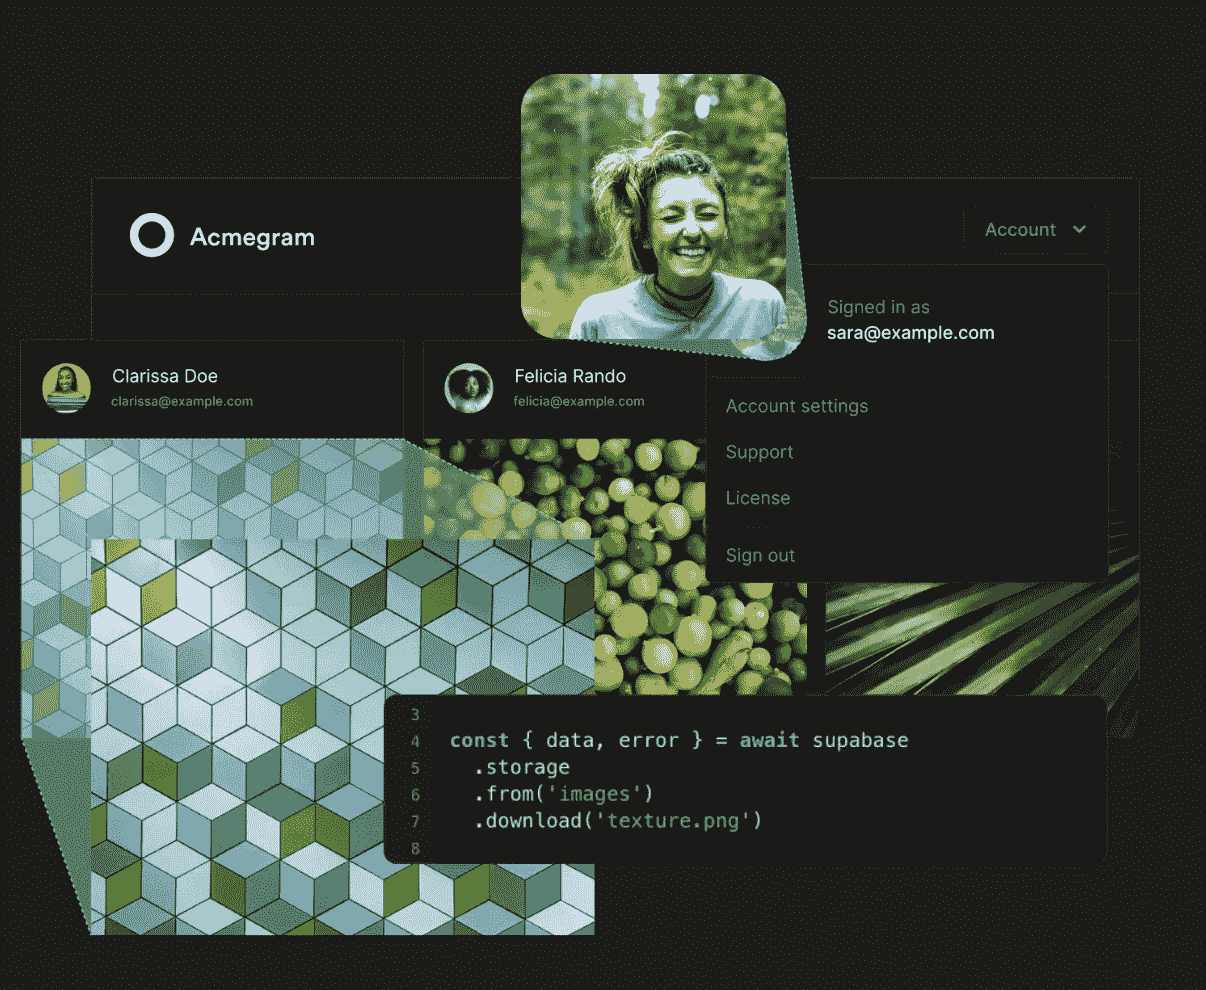 Acmegram
Account
Signed in as
sara@example.com
Clarissa Doe
clarissa@example.com
Felicia Rando
felicia@example.com
Account settings
Support
License
Sign out
3
4 const { data, error } = await supabase
5 .storage
6 .from('images')
7 .download('texture.png')
8